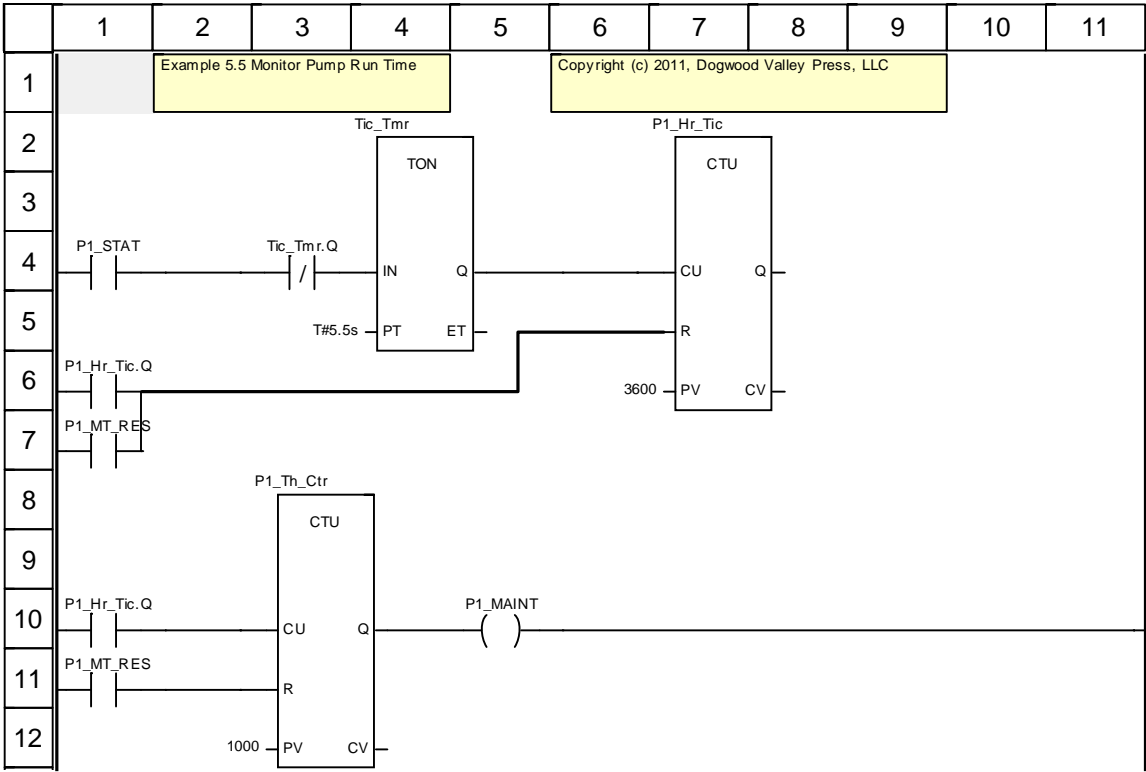 1 2 3 4 5 6 7 8 9 10 11
1
Example 5.5 Monitor Pump Run Time
Copyright (c) 2011, Dogwood Valley Press, LLC
2
Tic_Tmr
P1_Hr_Tic
TON
CTU
3
4
P1_STAT
Tic_Tmr.Q
/
IN
Q
CU
Q
5
T#5.5s
PT
ET
R
6
P1_Hr_Tic.Q
3600
PV
CV
7
P1_MT_RES
8
P1_Th_Ctr
CTU
9
10
P1_Hr_Tic.Q
P1_MAINT
CU
Q
11
P1_MT_RES
R
12
1000
PV
CV